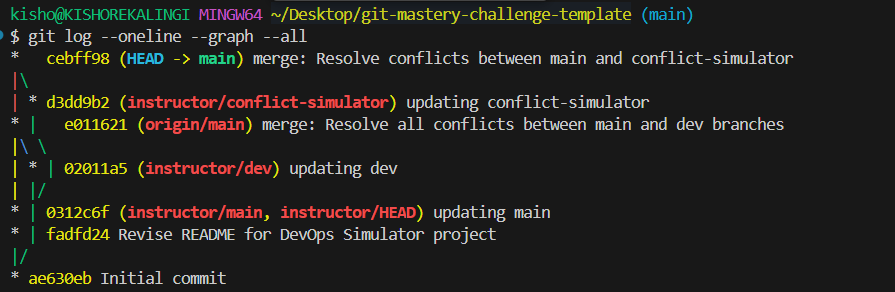 kisho@KISHOREKALINGI MINGW64 ~/Desktop/git-mastery-challenge-template (main)
$ git log --oneline --graph --all
*   cebff98 (HEAD -> main) merge: Resolve conflicts between main and conflict-simulator
|\
| * d3dd9b2 (instructor/conflict-simulator) updating conflict-simulator
* |   e011621 (origin/main) merge: Resolve all conflicts between main and dev branches
|\ \
| * | 02011a5 (instructor/dev) updating dev
| |/
* | 0312c6f (instructor/main, instructor/HEAD) updating main
* | fadfd24 Revise README for DevOps Simulator project
|/
* ae630eb Initial commit